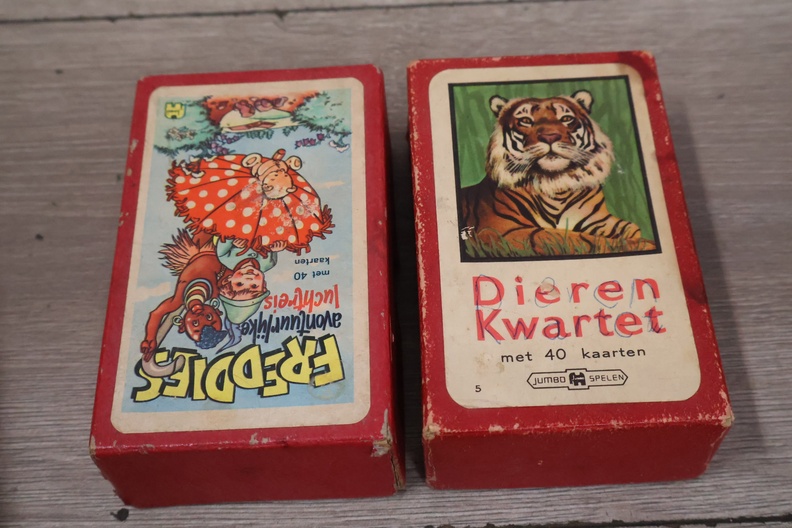 FREDDIE'S
avontuurlijke
luchtreis
met 40
kaarten
Dieren
Kwartet
met 40 kaarten
5
JUMBO SPELEN